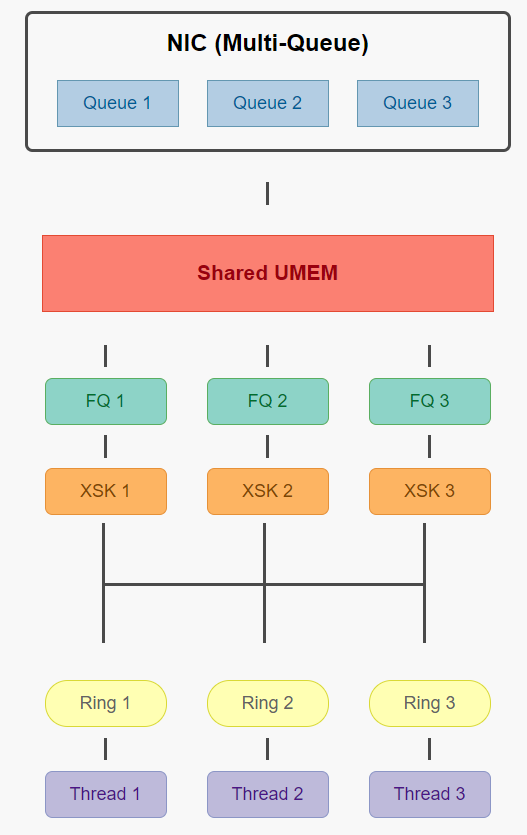 NIC (Multi-Queue)
Queue 1 Queue 2 Queue 3
Shared UMEM
FQ 1 FQ 2 FQ 3
XSK 1 XSK 2 XSK 3
Ring 1 Ring 2 Ring 3
Thread 1 Thread 2 Thread 3